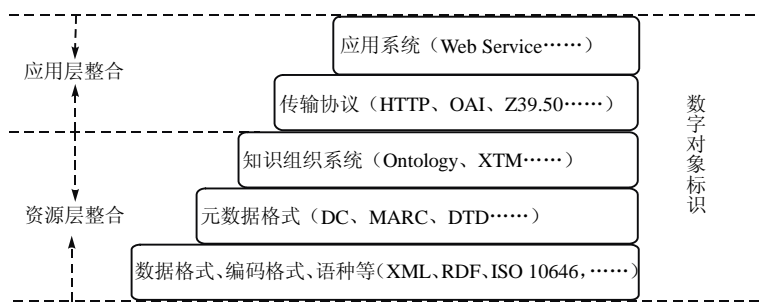 应用系统（Web Service……）
应用层整合
传输协议（HTTP、OAI、Z39.50……）
知识组织系统（Ontology、XTM……）
资源层整合
元数据格式（DC、MARC、DTD……）
数据格式、编码格式、语种等（XML、RDF、ISO 10646，……）
数字对象标识